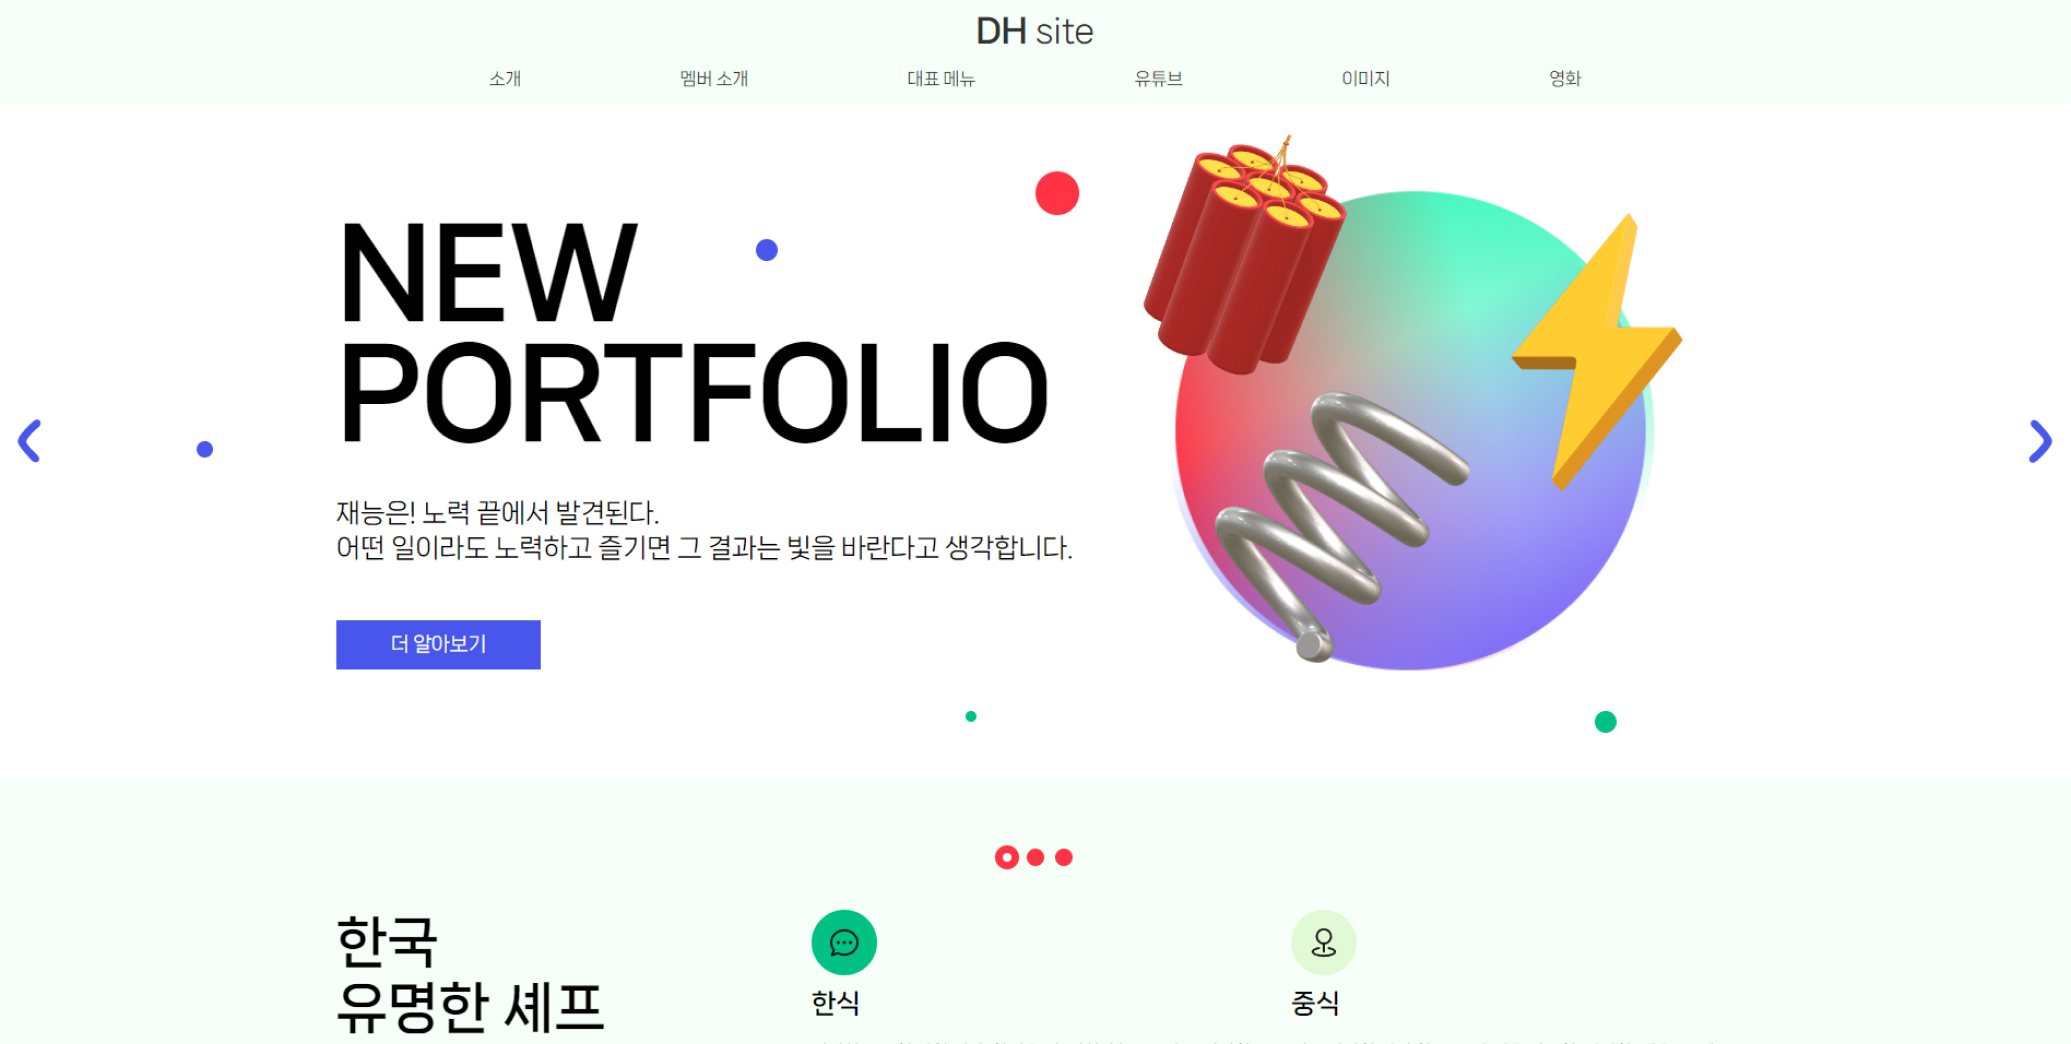 DH site
소개 멤버 소개 대표 메뉴 유튜브 이미지 영화
NEW
PORTFOLIO
재능은! 노력 끝에서 발견된다.
어떤 일이라도 노력하고 즐기면 그 결과는 빛을 바란다고 생각합니다.
더 알아보기
한국
유명한 셰프
한식
중식